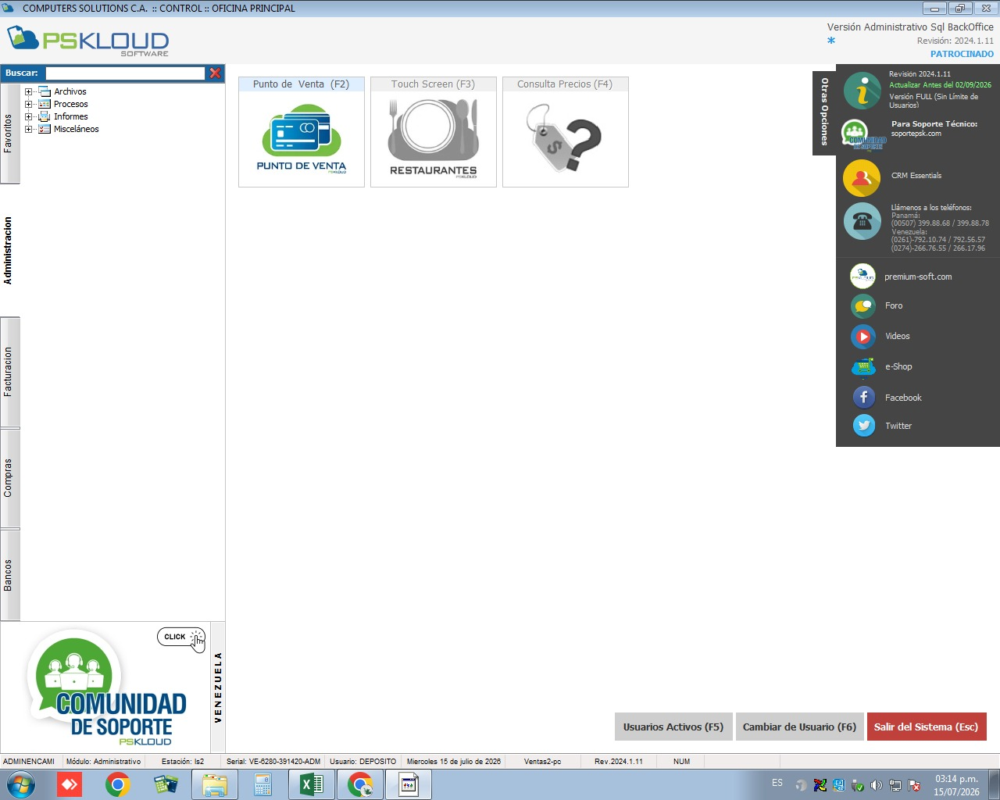 COMPUTERS SOLUTIONS C.A. :: CONTROL :: OFICINA PRINCIPAL
PSKLOUD
SOFTWARE
Versión Administrativo Sql BackOffice
* Revisión: 2024.1.11
PATROCINADO
Buscar:
Favoritos
Administracion
Facturacion
Compras
Bancos
Archivos
Procesos
Informes
Misceláneos
Punto de Venta (F2)
PUNTO DE VENTA
PSKLOUD
Touch Screen (F3)
RESTAURANTES
PSKLOUD
Consulta Precios (F4)
$
?
Otras Opciones
Revisión 2024.1.11
Actualizar Antes del 02/09/2026
Versión FULL (Sin Límite de
Usuarios)
Para Soporte Técnico:
soportepsk.com
COMUNIDAD
DE SOPORTE
CRM Essentials
Llámenos a los teléfonos:
Panamá:
(00507) 399.88.68 / 399.88.78
Venezuela:
(0261)-792.10.74 / 792.56.57
(0274)-266.76.55 / 266.17.96
premium-soft.com
Foro
Videos
e-Shop
Facebook
Twitter
CLICK
COMUNIDAD
DE SOPORTE
PSKLOUD
VENEZUELA
Usuarios Activos (F5)
Cambiar de Usuario (F6)
Salir del Sistema (Esc)
ADMINENCAMI Módulo: Administrativo Estación: ls2 Serial: VE-6280-391420-ADM Usuario: DEPOSITO Miercoles 15 de julio de 2026 Ventas2-pc Rev.2024.1.11 NUM
ES
03:14 p.m.
15/07/2026